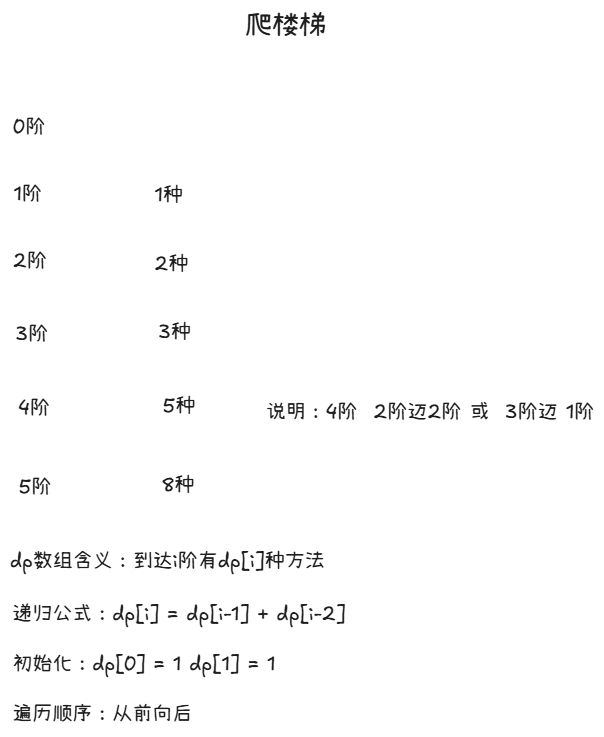 爬楼梯
0阶
1阶 1种
2阶 2种
3阶 3种
4阶 5种 说明：4阶 2阶迈2阶 或 3阶迈 1阶
5阶 8种
dp数组含义：到达i阶有dp[i]种方法
递归公式：dp[i] = dp[i-1] + dp[i-2]
初始化：dp[0] = 1 dp[1] = 1
遍历顺序：从前向后